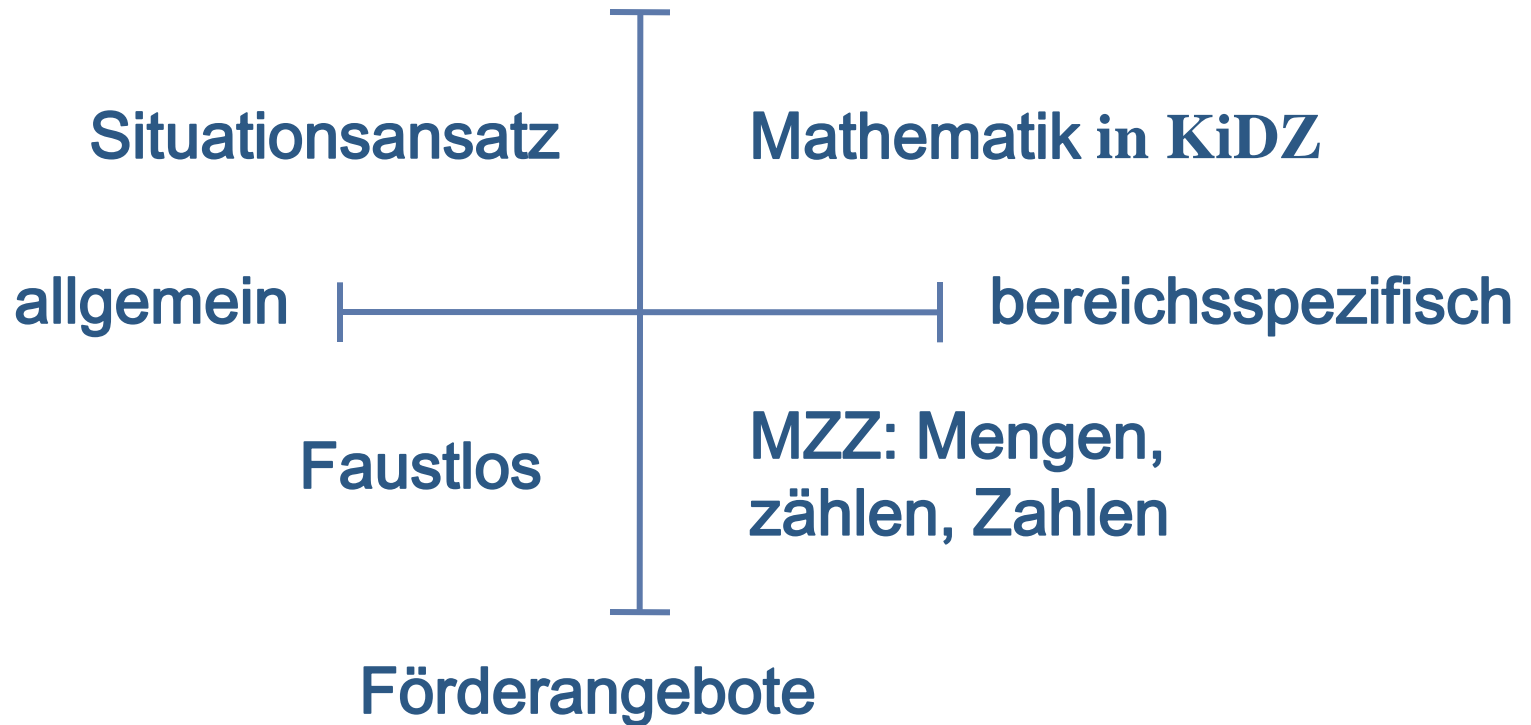 Situationsansatz
Mathematik in KiDZ
allgemein
bereichsspezifisch
Faustlos
MZZ: Mengen,
zählen, Zahlen
Förderangebote